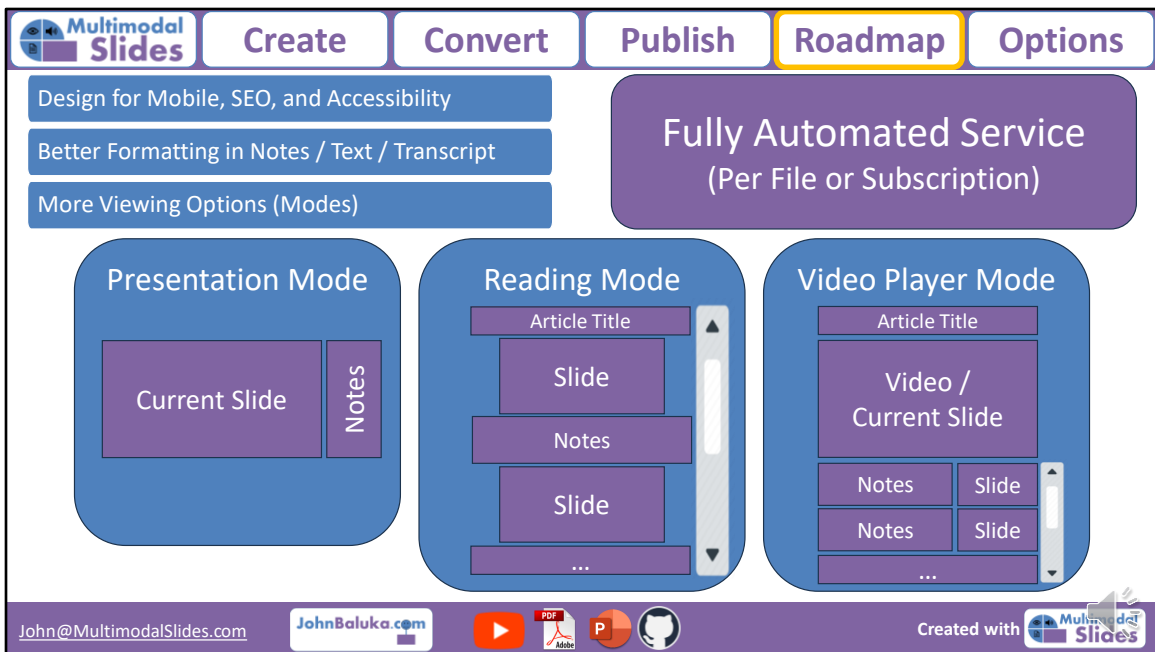 Multimodal
Slides
Create
Convert
Publish
Roadmap
Options
Design for Mobile, SEO, and Accessibility
Better Formatting in Notes / Text / Transcript
More Viewing Options (Modes)
Fully Automated Service
(Per File or Subscription)
Presentation Mode
Current Slide
Notes
Reading Mode
Article Title
Slide
Notes
Slide
...
Video Player Mode
Article Title
Video /
Current Slide
Notes
Slide
Notes
Slide
...
John@MultimodalSlides.com
JohnBaluka.com
PDF
Adobe
P
Created with
Multimodal
Slides